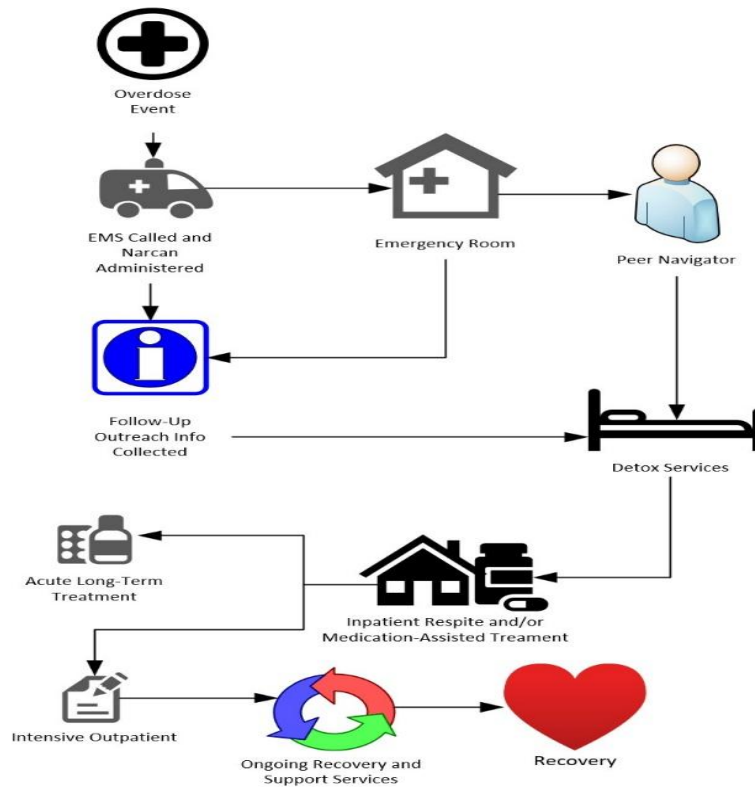 Overdose
Event
EMS Called and
Narcan
Administered
Emergency Room
Peer Navigator
Follow-Up
Outreach Info
Collected
Detox Services
Acute Long-Term
Treatment
Inpatient Respite and/or
Medication-Assisted Treament
Intensive Outpatient
Ongoing Recovery and
Support Services
Recovery